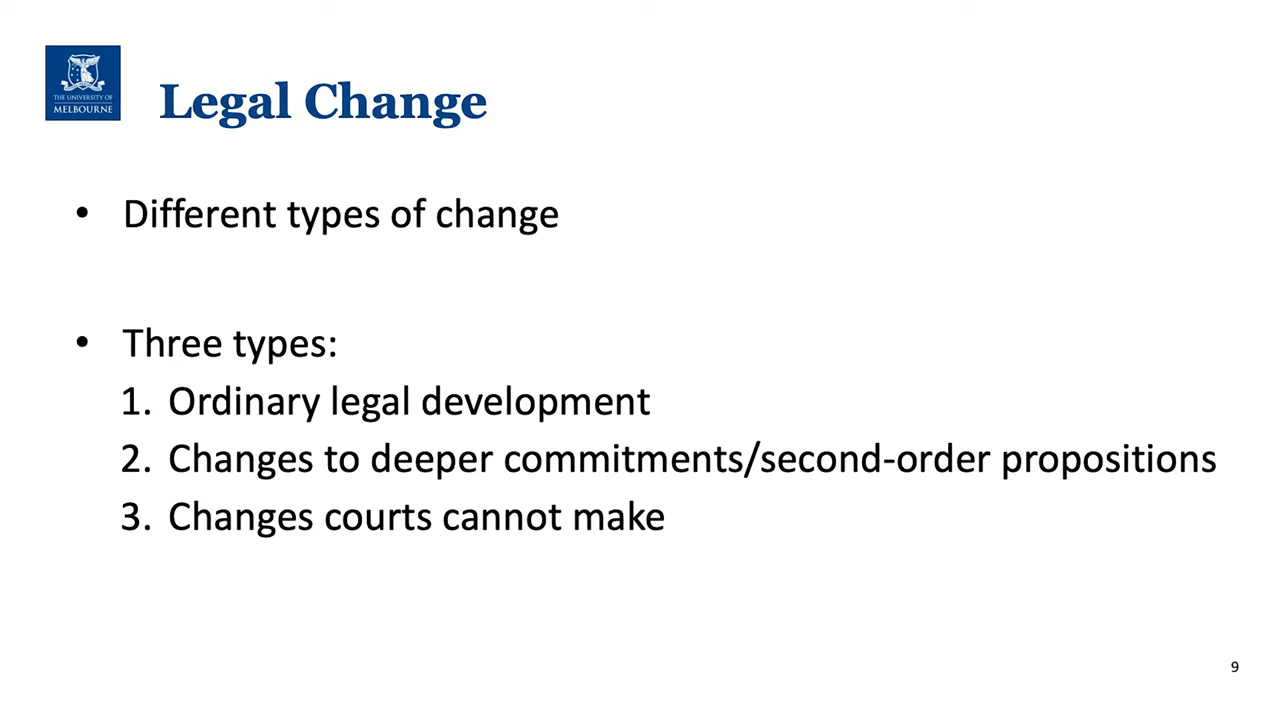 THE UNIVERSITY OF
MELBOURNE
Legal Change
• Different types of change
• Three types:
1. Ordinary legal development
2. Changes to deeper commitments/second-order propositions
3. Changes courts cannot make
9